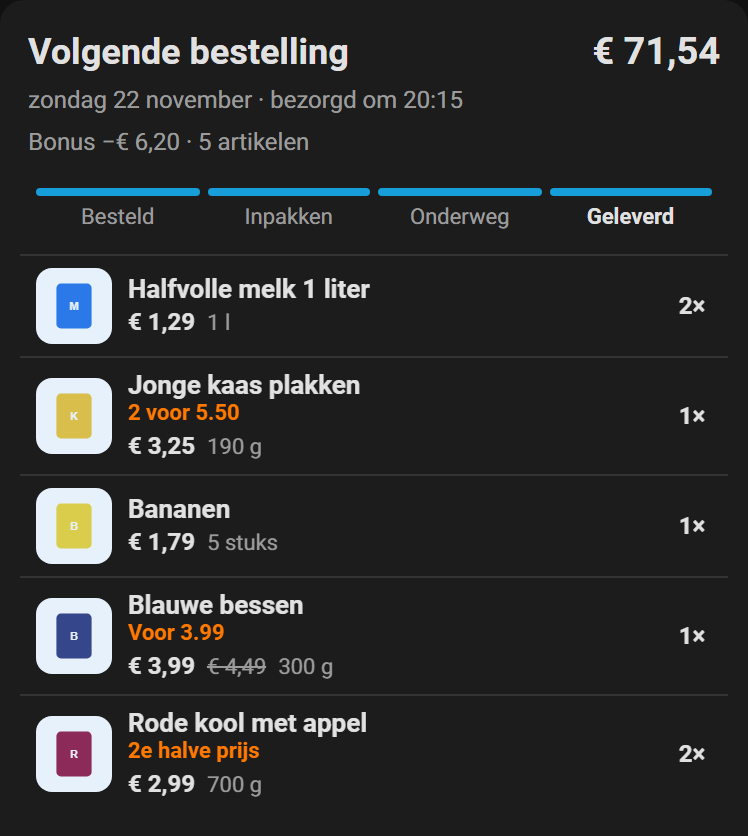 Volgende bestelling € 71,54
zondag 22 november · bezorgd om 20:15
Bonus −€ 6,20 · 5 artikelen
Besteld Inpakken Onderweg Geleverd
M
Halfvolle melk 1 liter
€ 1,29 1 l
2×
K
Jonge kaas plakken
2 voor 5.50
€ 3,25 190 g
1×
B
Bananen
€ 1,79 5 stuks
1×
B
Blauwe bessen
Voor 3.99
€ 3,99 € 4,49 300 g
1×
R
Rode kool met appel
2e halve prijs
€ 2,99 700 g
2×